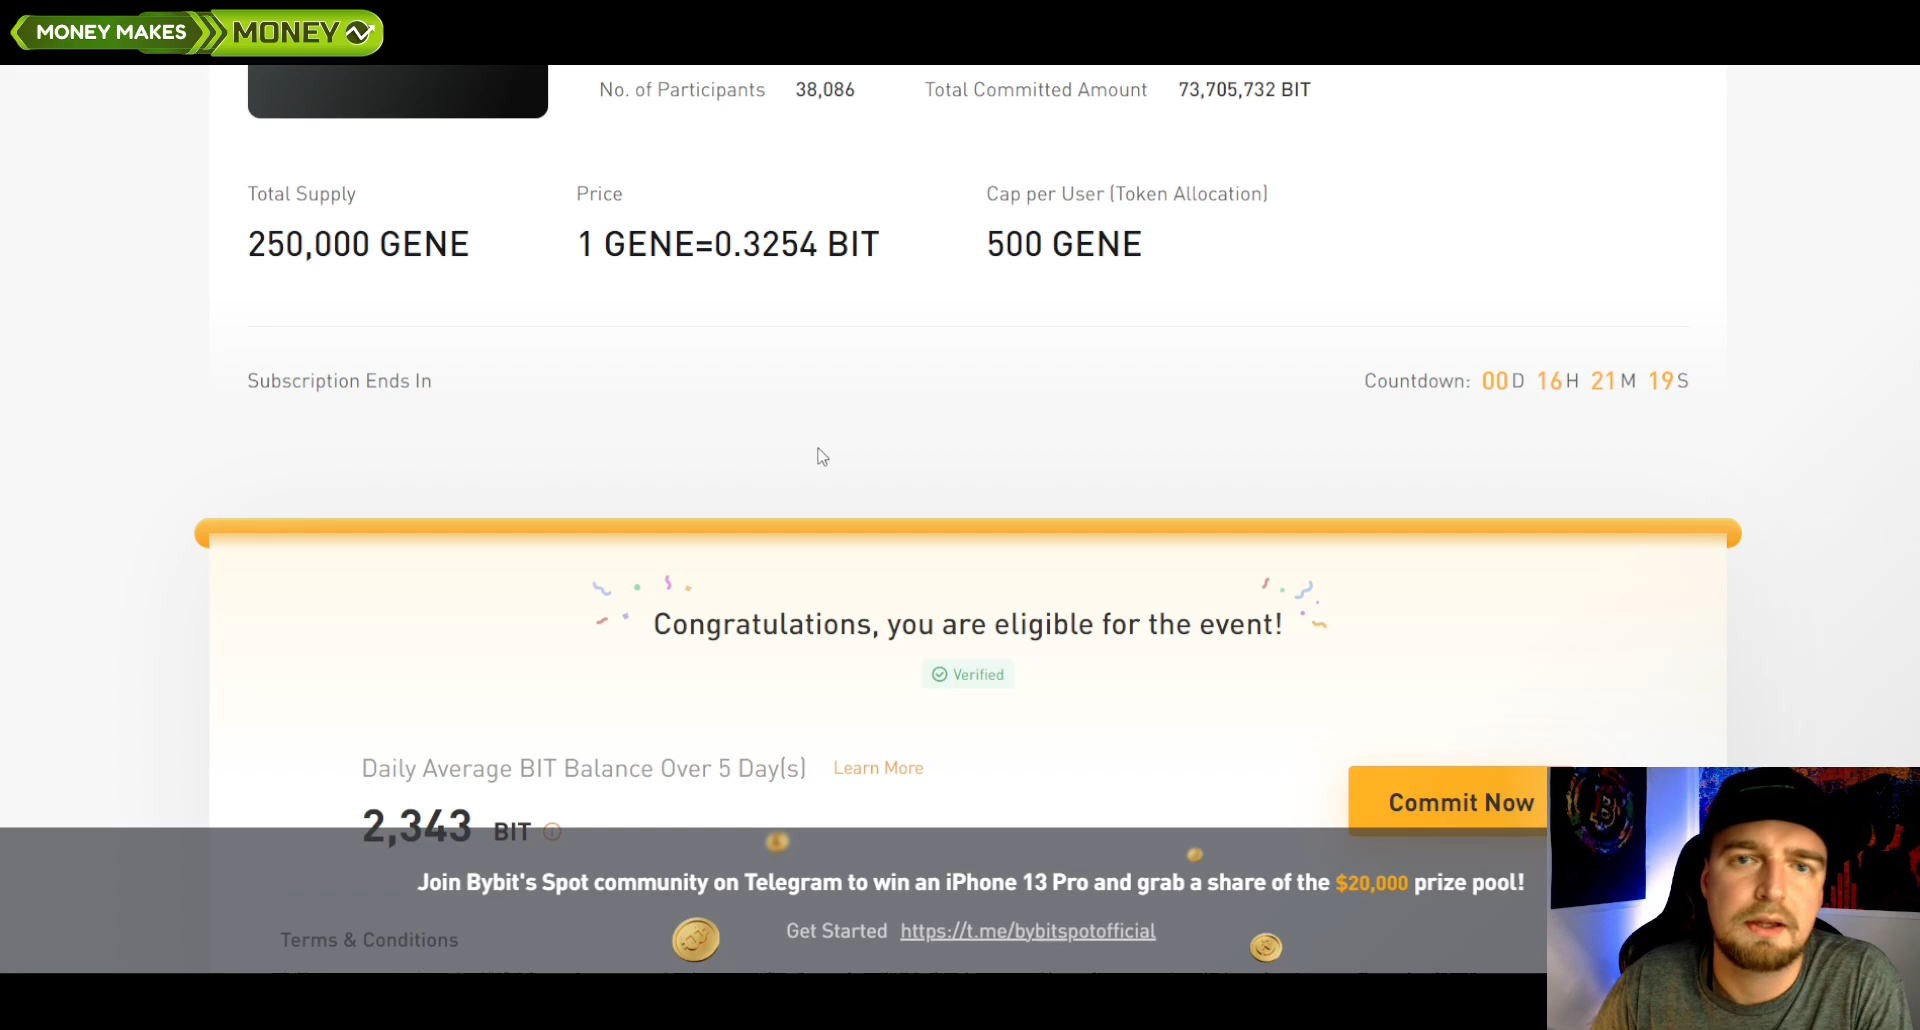 MONEY MAKES MONEY
No. of Participants 38,086 Total Committed Amount 73,705,732 BIT
Total Supply Price Cap per User (Token Allocation)
250,000 GENE 1 GENE=0.3254 BIT 500 GENE
Subscription Ends In Countdown: 00D 16H 21M 19S
Congratulations, you are eligible for the event!
Verified
Daily Average BIT Balance Over 5 Day(s) Learn More
2,343 BIT
Commit Now
Join Bybit's Spot community on Telegram to win an iPhone 13 Pro and grab a share of the $20,000 prize pool!
Get Started https://t.me/bybitspotofficial
Terms & Conditions